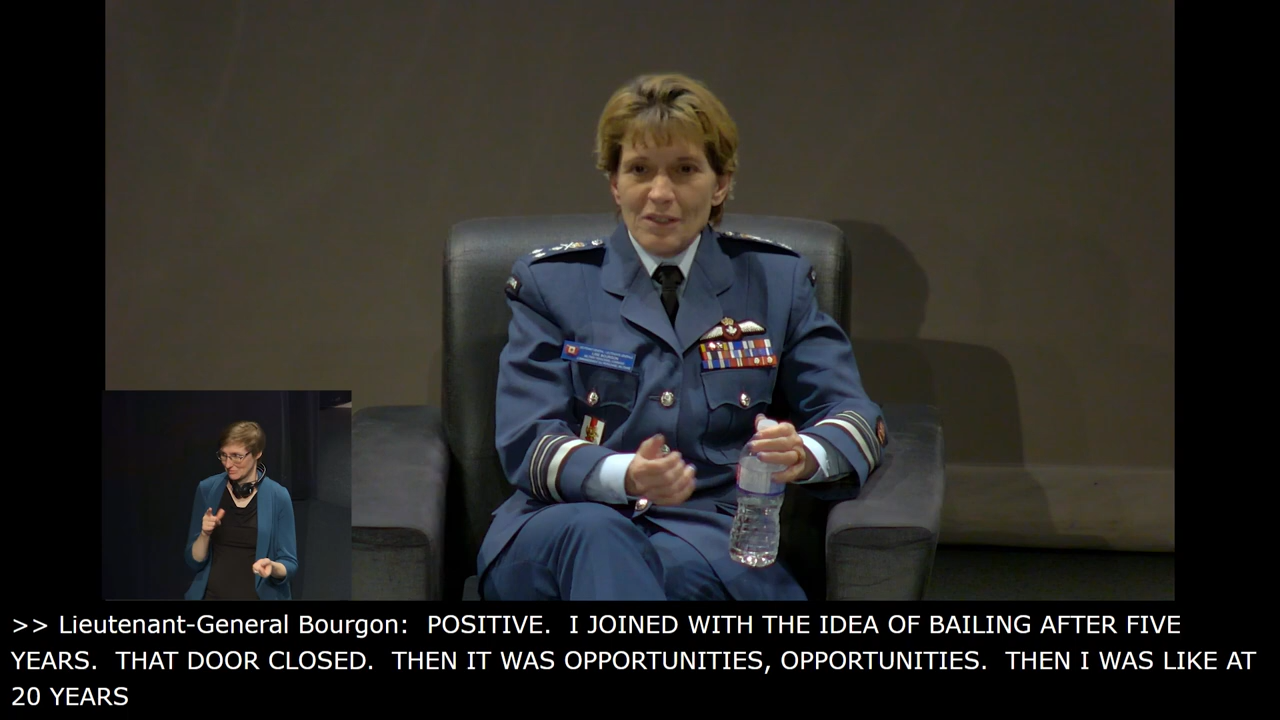 >> Lieutenant-General Bourgon:  POSITIVE.  I JOINED WITH THE IDEA OF BAILING AFTER FIVE
YEARS.  THAT DOOR CLOSED.  THEN IT WAS OPPORTUNITIES, OPPORTUNITIES.  THEN I WAS LIKE AT
20 YEARS